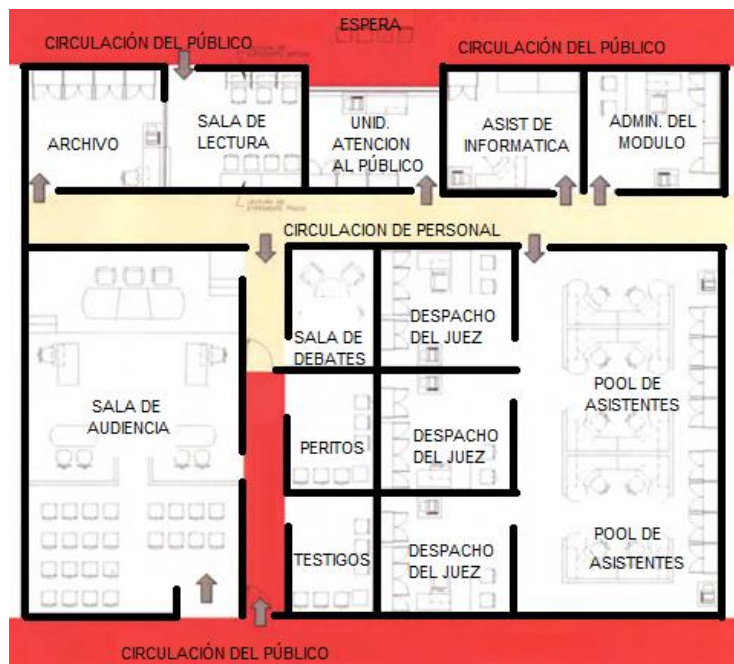 ESPERA
CIRCULACIÓN DEL PÚBLICO
CIRCULACIÓN DEL PÚBLICO
ARCHIVO
SALA DE
LECTURA
UNID.
ATENCION
AL PÚBLICO
ASIST DE
INFORMATICA
ADMIN. DEL
MODULO
CIRCULACION DE PERSONAL
SALA DE
AUDIENCIA
SALA DE
DEBATES
DESPACHO
DEL JUEZ
POOL DE
ASISTENTES
PERITOS
DESPACHO
DEL JUEZ
TESTIGOS
DESPACHO
DEL JUEZ
POOL DE
ASISTENTES
CIRCULACIÓN DEL PÚBLICO